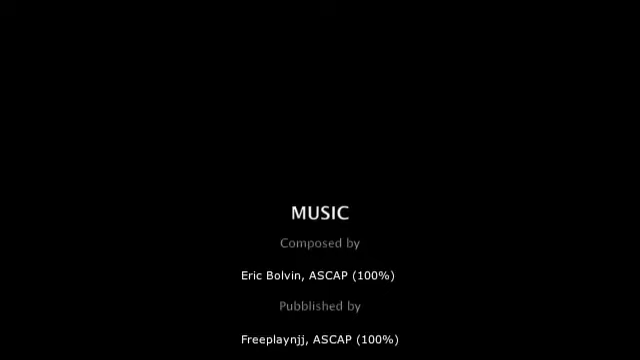 MUSIC
Composed by
Eric Bolvin, ASCAP (100%)
Pubblished by
Freeplaynjj, ASCAP (100%)